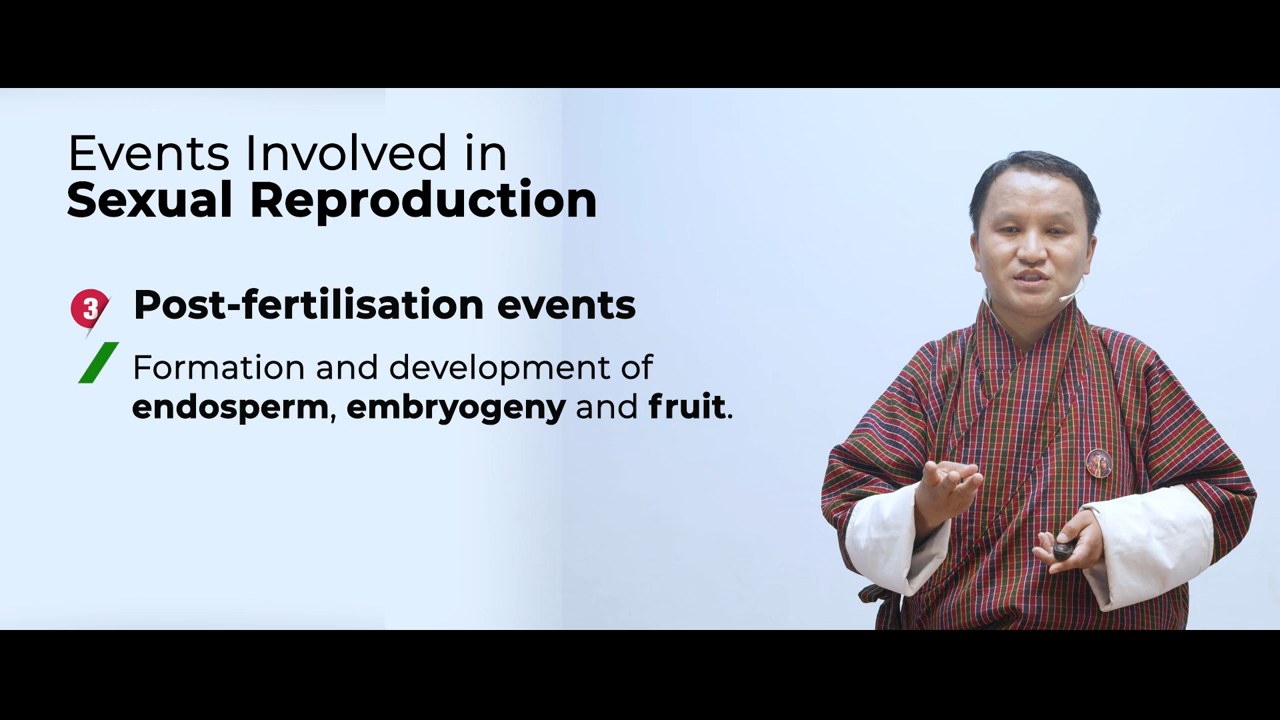 Events Involved in
Sexual Reproduction
3 Post-fertilisation events
Formation and development of
endosperm, embryogeny and fruit.